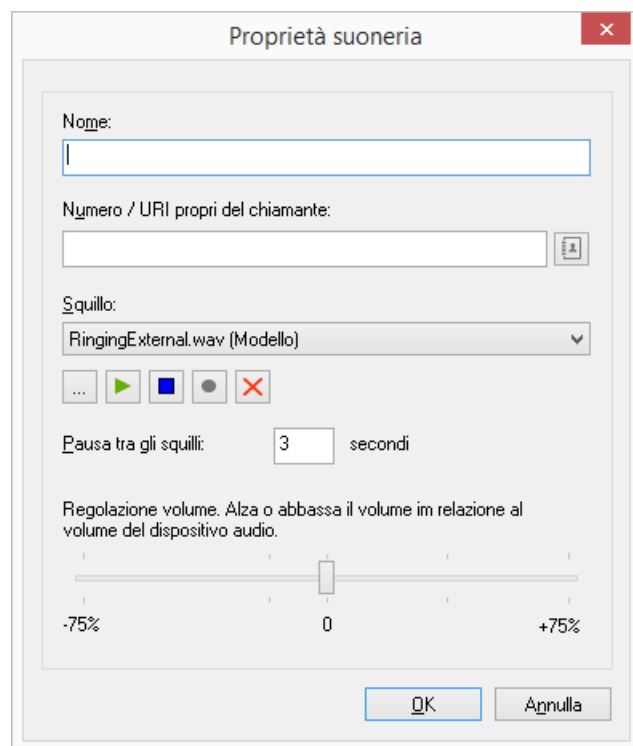 Proprietà suoneria
Nome:
Numero / URI propri del chiamante:
Squillo:
RingingExternal.wav (Modello)
...
Pausa tra gli squilli: 3 secondi
Regolazione volume. Alza o abbassa il volume im relazione al
volume del dispositivo audio.
-75% 0 +75%
OK Annulla